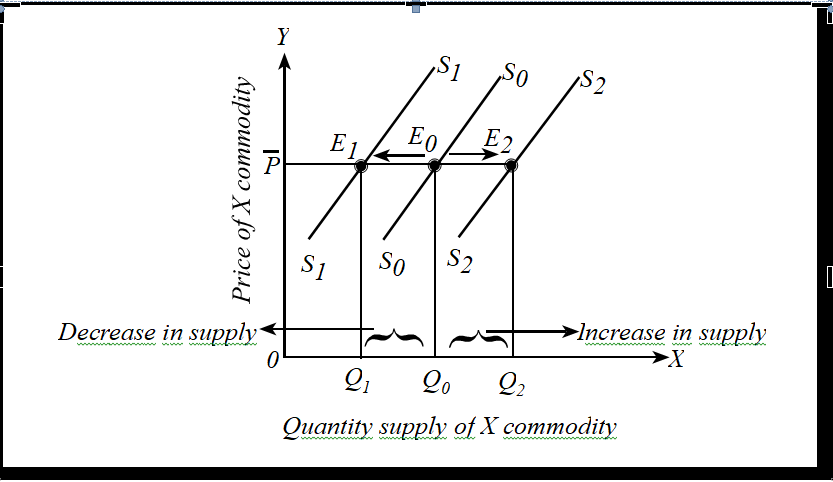 Y
S1
S0
S2
Price of X commodity
E1
E0
E2
P̅
S1
S0
S2
Decrease in supply
Increase in supply
0
X
Q1
Q0
Q2
Quantity supply of X commodity